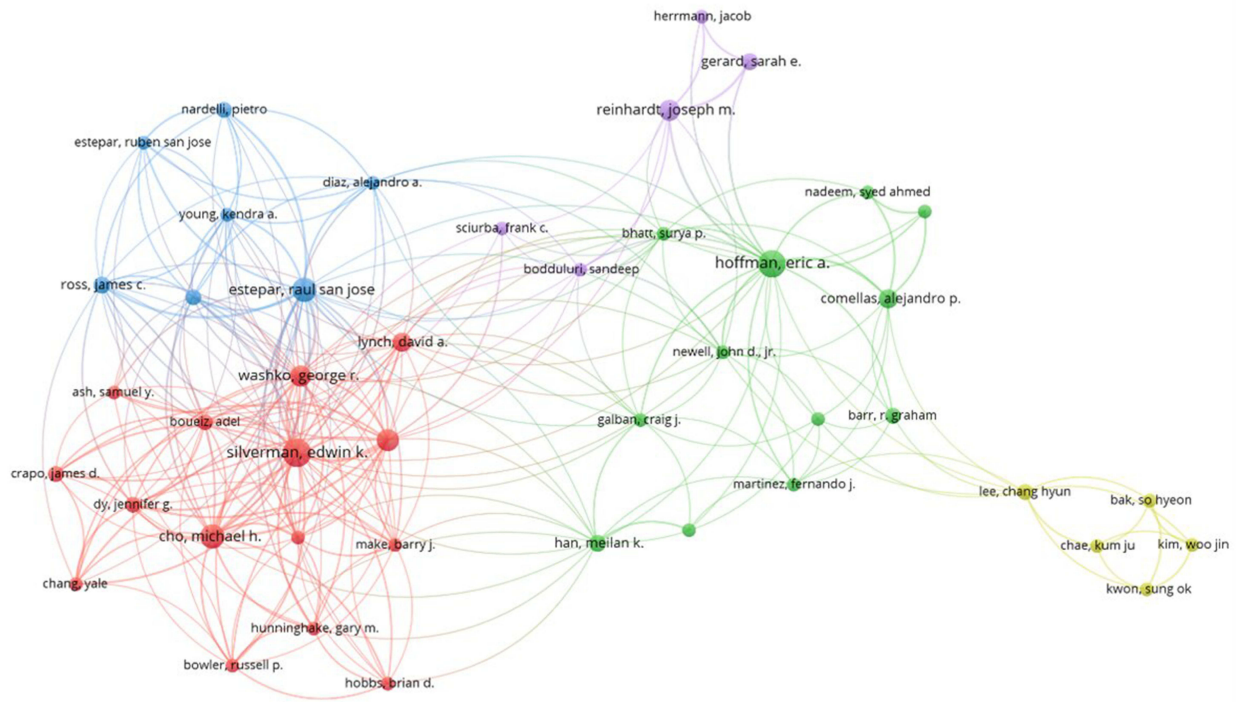 herrmann, jacob
gerard, sarah e.
reinhardt, joseph m.
nardelli, pietro
estepar, ruben san jose
diaz, alejandro a.
nadeem, syed ahmed
young, kendra a.
sciurba, frank c.
bhatt, surya p.
hoffman, eric a.
bodduluri, sandeep
ross, james c.
estepar, raul san jose
comellas, alejandro p.
lynch, david a.
newell, john d., jr.
washko, george r.
ash, samuel y.
boueiz, adel
galban, craig j.
barr, r. graham
silverman, edwin k.
crapo, james d.
martinez, fernando j.
lee, chang hyun
bak, so hyeon
dy, jennifer g.
cho, michael h.
make, barry j.
han, meilan k.
chae, kum ju
kim, woo jin
chang, yale
kwon, sung ok
hunninghake, gary m.
bowler, russell p.
hobbs, brian d.